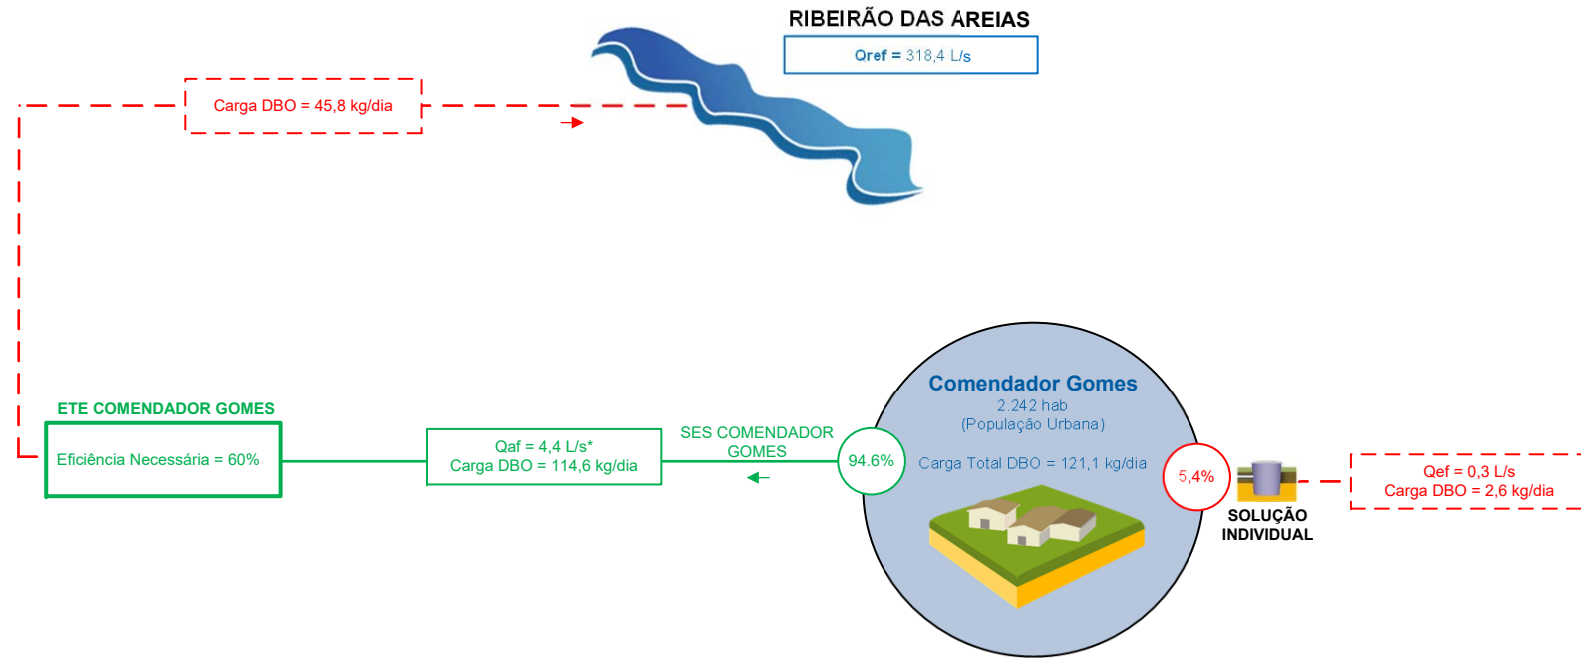 RIBEIRÃO DAS AREIAS
Qref = 318,4 L/s
Carga DBO = 45,8 kg/dia
ETE COMENDADOR GOMES
Eficiência Necessária = 60%
Qaf = 4,4 L/s*
Carga DBO = 114,6 kg/dia
SES COMENDADOR
GOMES
94.6%
Comendador Gomes
2.242 hab
(População Urbana)
Carga Total DBO = 121,1 kg/dia
5,4%
SOLUÇÃO
INDIVIDUAL
Qef = 0,3 L/s
Carga DBO = 2,6 kg/dia